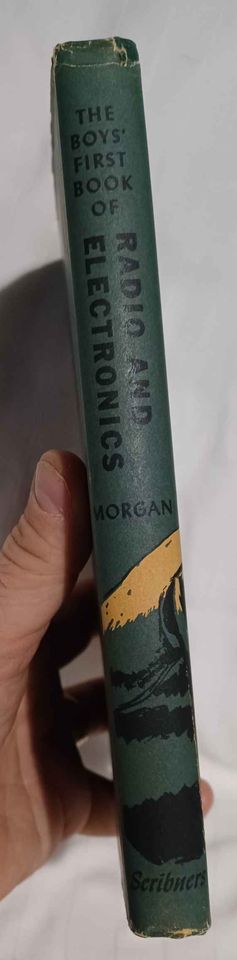 THE
BOYS'
FIRST
BOOK
OF
RADIO AND
ELECTRONICS
MORGAN
Scribners